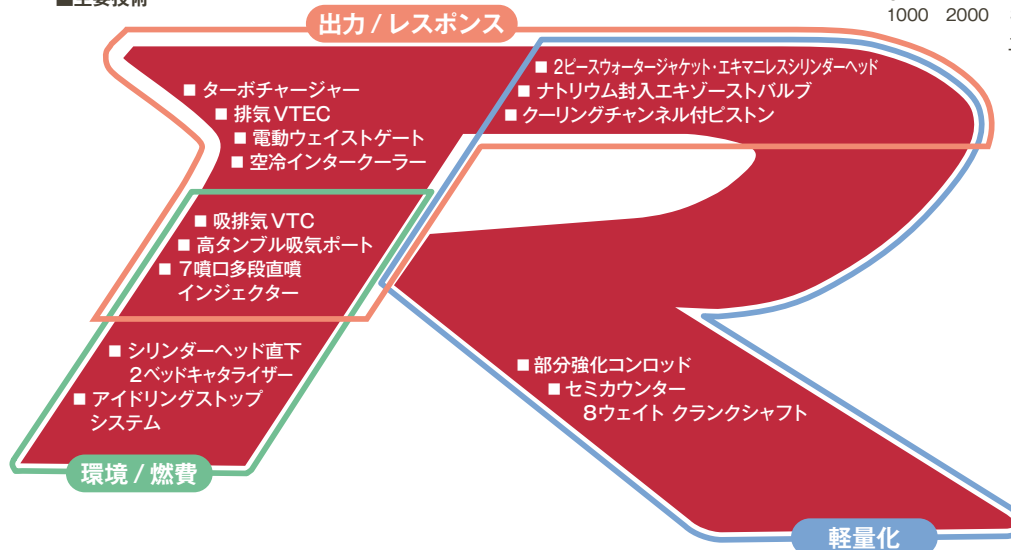 ■主要技術
1000 2000
出力 / レスポンス
■ ターボチャージャー
■ 排気VTEC
■ 電動ウェイストゲート
■ 空冷インタークーラー
■ 2ピースウォータージャケット・エキマニレスシリンダーヘッド
■ ナトリウム封入エキゾーストバルブ
■ クーリングチャンネル付ピストン
■ 吸排気VTC
■ 高タンブル吸気ポート
■ 7噴口多段直噴
インジェクター
■ シリンダーヘッド直下
2ベッドキャタライザー
■ アイドリングストップ
システム
環境 / 燃費
■ 部分強化コンロッド
■ セミカウンター
8ウェイト クランクシャフト
軽量化